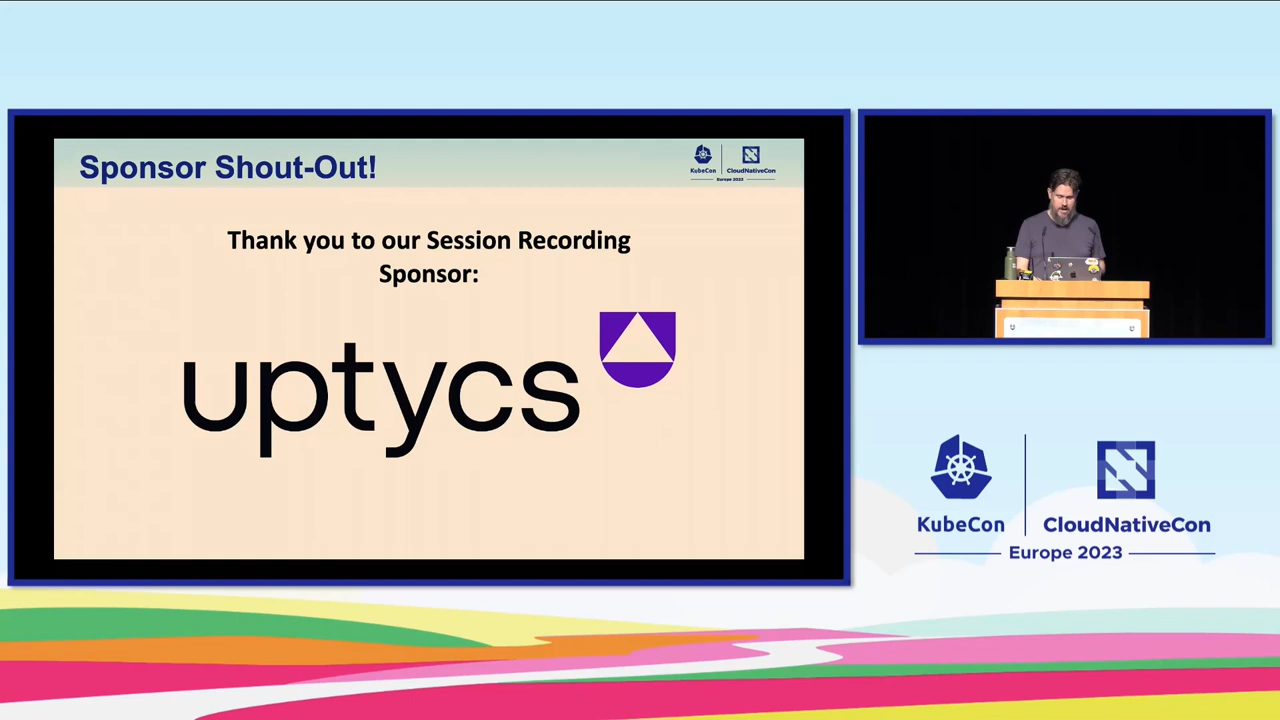 Sponsor Shout-Out!
KubeCon
CloudNativeCon
Europe 2023
Thank you to our Session Recording
Sponsor:
uptycs
KubeCon
CloudNativeCon
Europe 2023